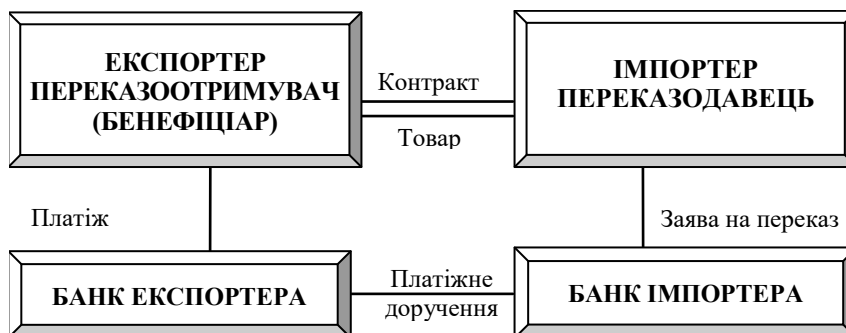 ЕКСПОРТЕР
ПЕРЕКАЗООТРИМУВАЧ
(БЕНЕФІЦІАР)
Контракт
Товар
ІМПОРТЕР
ПЕРЕКАЗОДАВЕЦЬ
Платіж
Заява на переказ
БАНК ЕКСПОРТЕРА
Платіжне
доручення
БАНК ІМПОРТЕРА